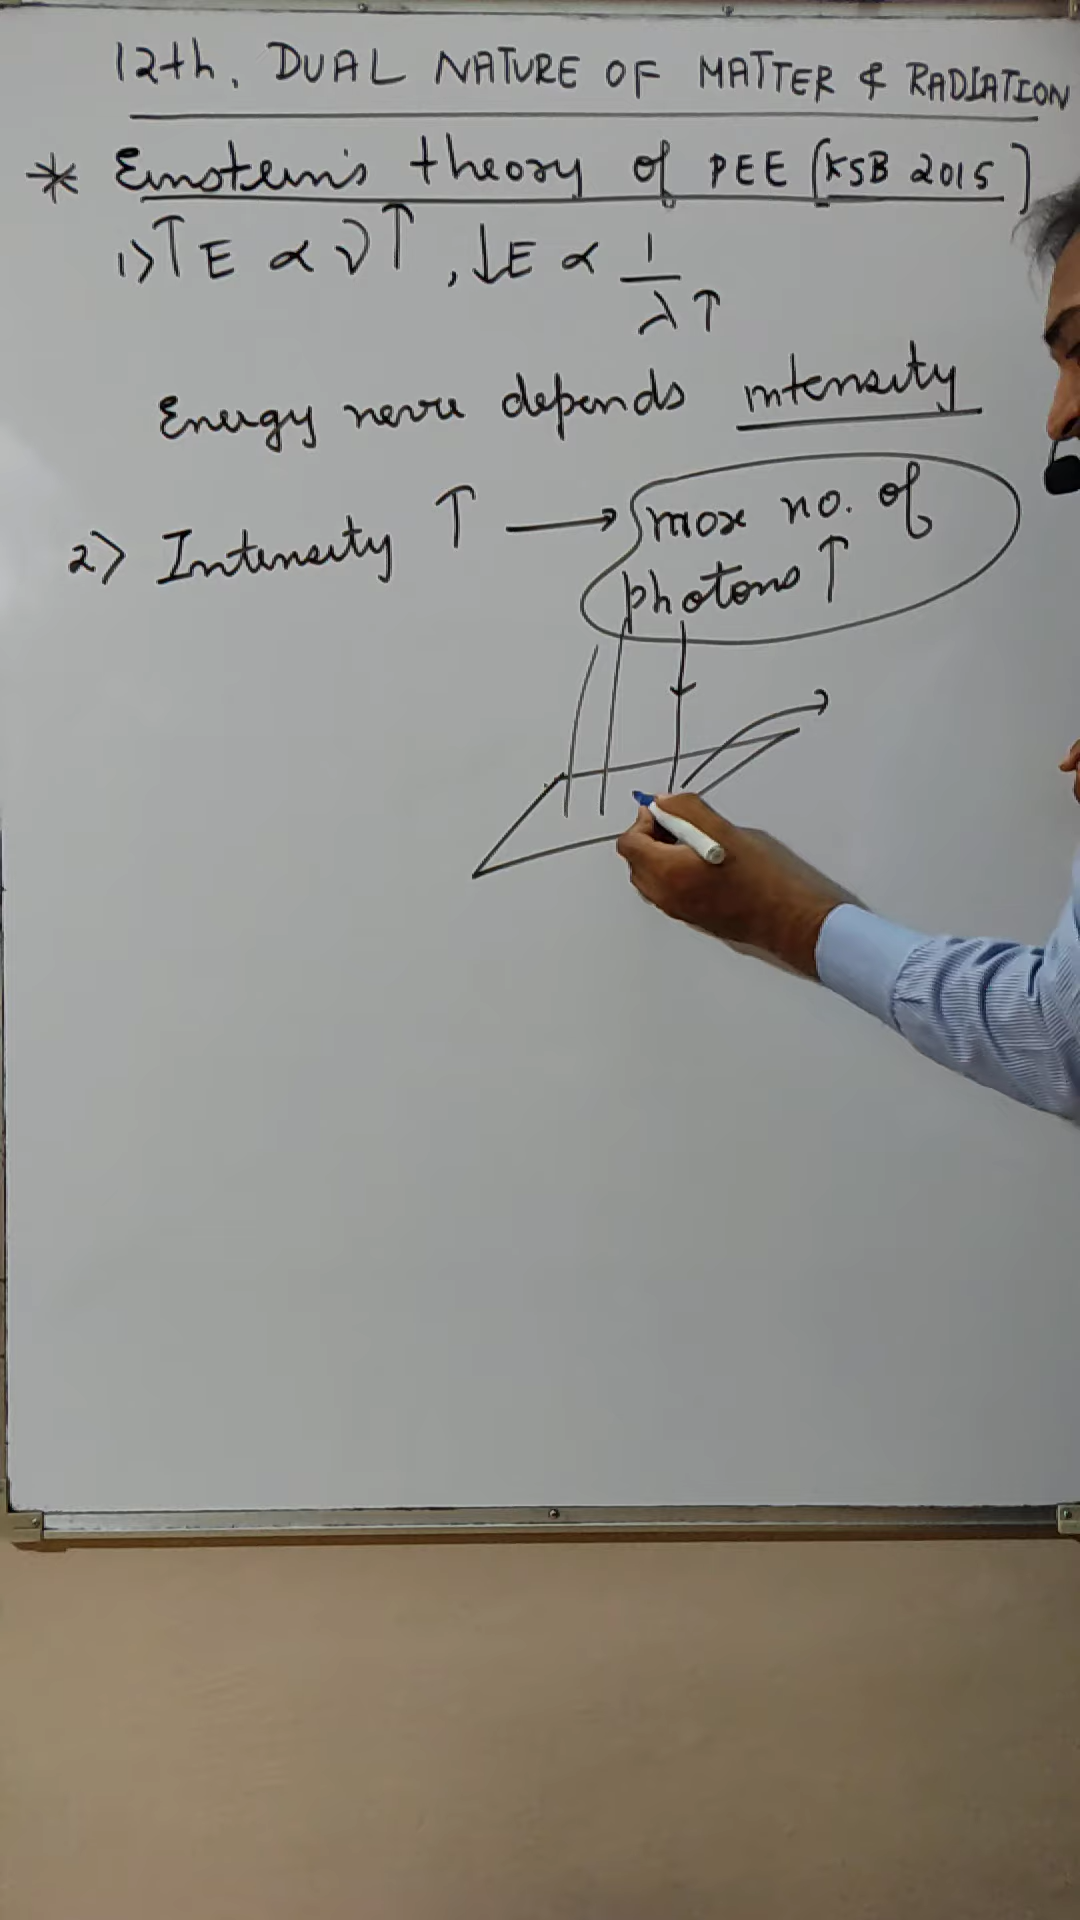 12th. DUAL NATURE OF MATTER & RADIATION
* Einstein's theory of PEE [KSB 2015]
1> ↑E ∝ ν↑, ↓E ∝ 1/λ↑
Energy never depends intensity
2> Intensity ↑ → max no. of
photons ↑